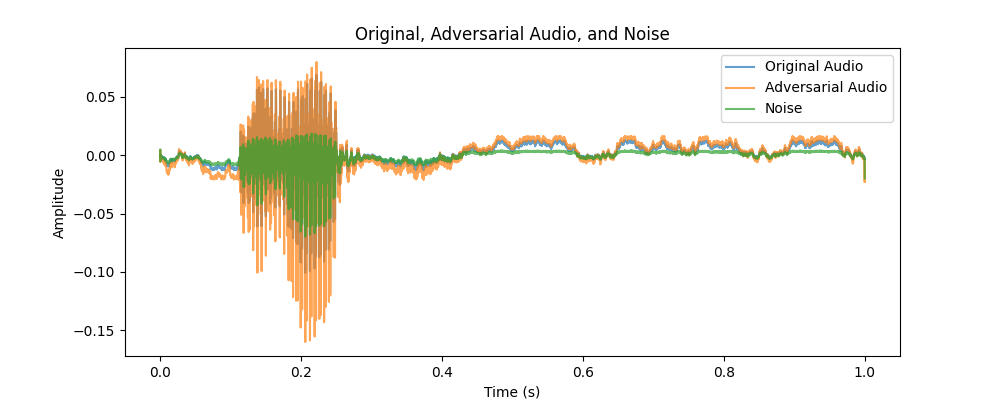 Original, Adversarial Audio, and Noise
Original Audio
Adversarial Audio
Noise
Amplitude
0.05
0.00
−0.05
−0.10
−0.15
0.0 0.2 0.4 0.6 0.8 1.0
Time (s)